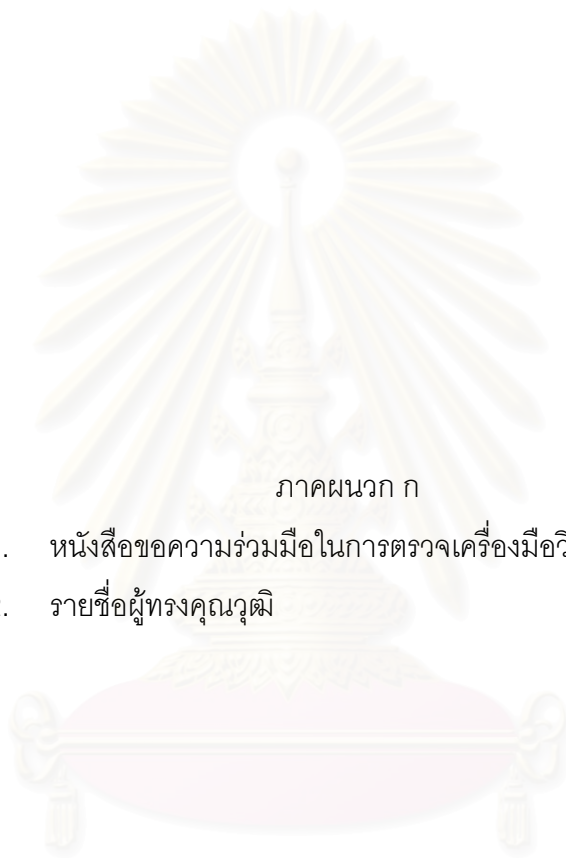 ภาคผนวก ก
. หนังสือขอความร่วมมือในการตรวจเครื่องมือวิ
. รายชื่อผู้ทรงคุณวุฒิ